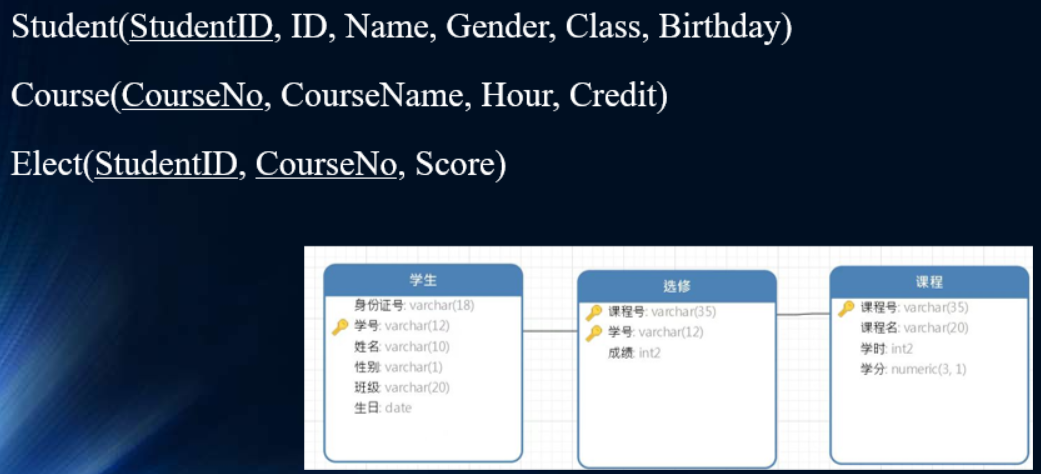 Student(StudentID, ID, Name, Gender, Class, Birthday)
Course(CourseNo, CourseName, Hour, Credit)
Elect(StudentID, CourseNo, Score)
学生
身份证号: varchar(18)
学号: varchar(12)
姓名: varchar(10)
性别: varchar(1)
班级: varchar(20)
生日: date
选修
课程号: varchar(35)
学号: varchar(12)
成绩: int2
课程
课程号: varchar(35)
课程名: varchar(20)
学时: int2
学分: numeric(3, 1)